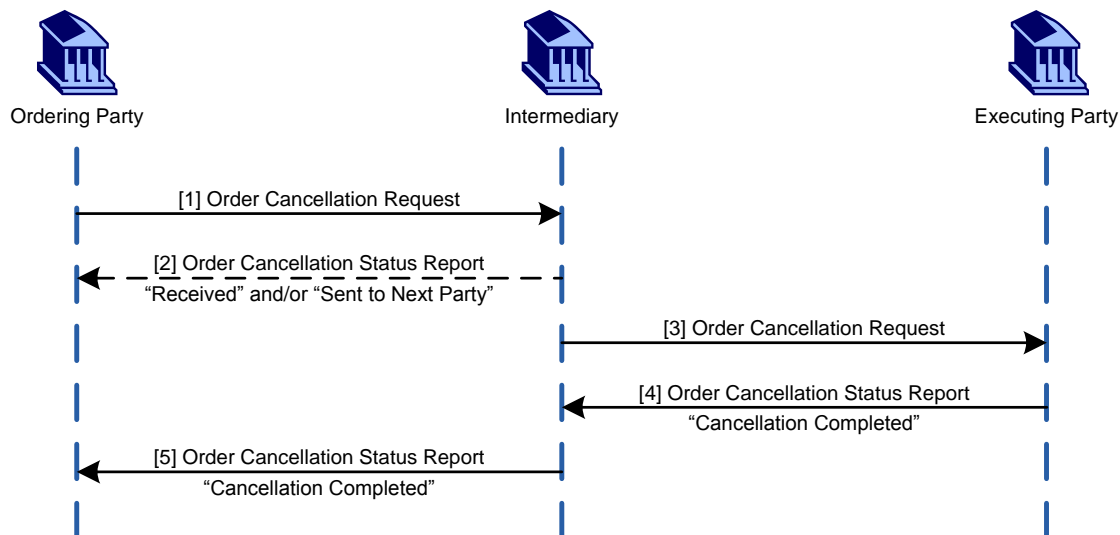 Ordering Party
Intermediary
Executing Party
[1] Order Cancellation Request
[2] Order Cancellation Status Report
“Received” and/or “Sent to Next Party”
[3] Order Cancellation Request
[4] Order Cancellation Status Report
“Cancellation Completed”
[5] Order Cancellation Status Report
“Cancellation Completed”